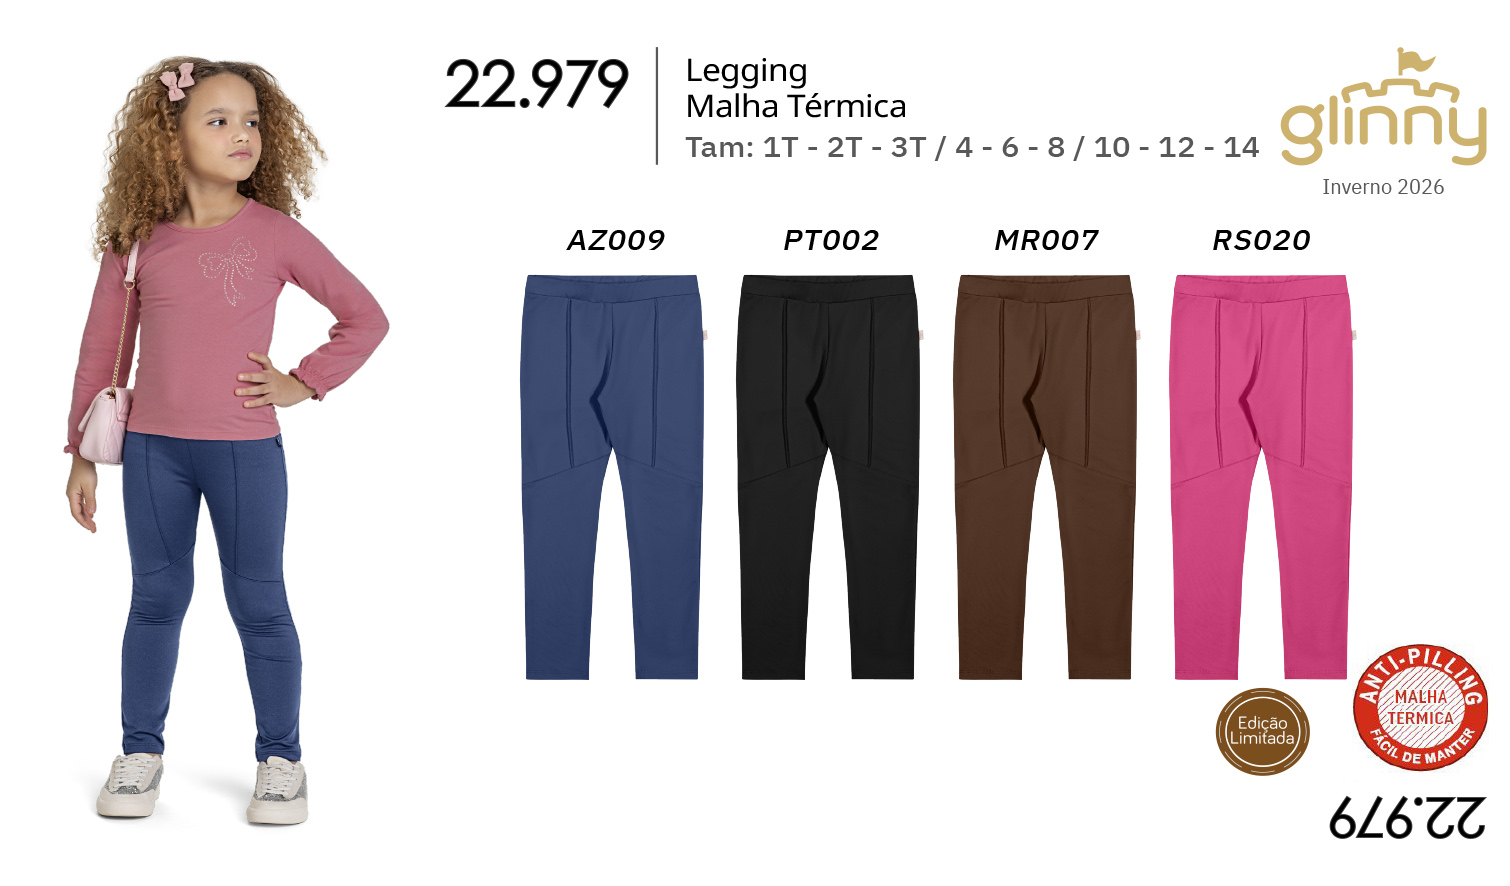 22.979
Legging
Malha Térmica
Tam: 1T - 2T - 3T / 4 - 6 - 8 / 10 - 12 - 14
glinny
Inverno 2026
AZ009 PT002 MR007 RS020
Edição
Limitada
ANTI-PILLING
MALHA
TÉRMICA
FÁCIL DE MANTER
22.979